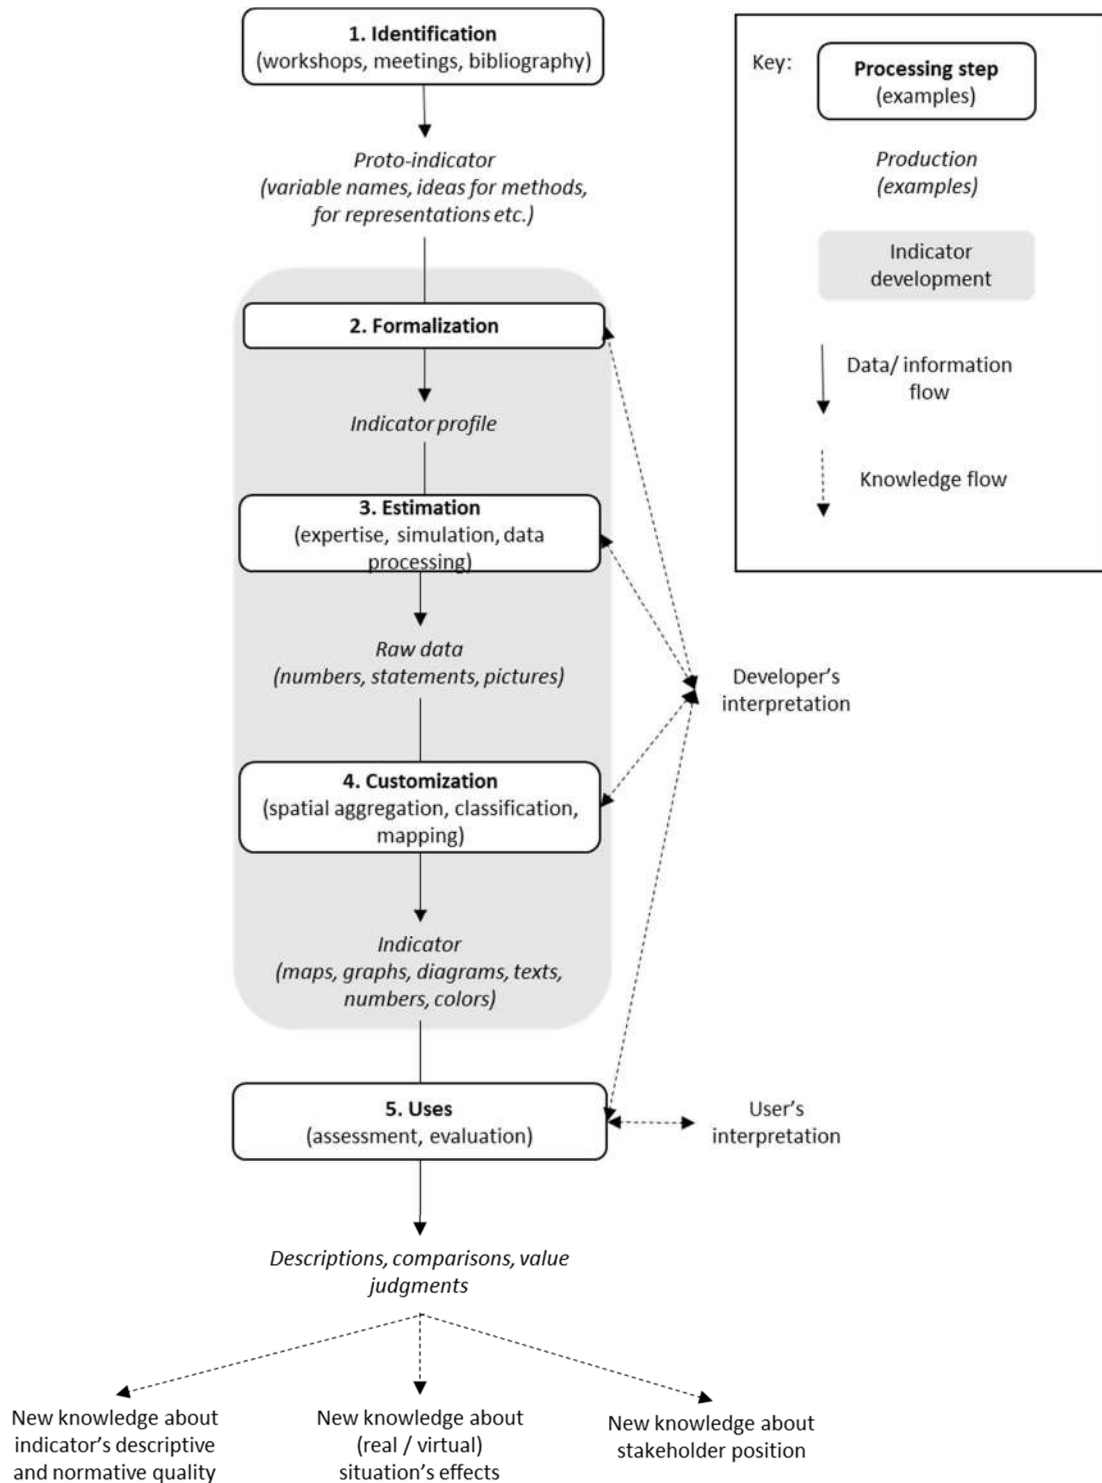 1. Identification
(workshops, meetings, bibliography)
Proto-indicator
(variable names, ideas for methods,
for representations etc.)
2. Formalization
Indicator profile
3. Estimation
(expertise, simulation, data
processing)
Raw data
(numbers, statements, pictures)
4. Customization
(spatial aggregation, classification,
mapping)
Indicator
(maps, graphs, diagrams, texts,
numbers, colors)
5. Uses
(assessment, evaluation)
Descriptions, comparisons, value
judgments
New knowledge about
indicator's descriptive
and normative quality
New knowledge about
(real / virtual)
situation's effects
New knowledge about
stakeholder position
Developer's
interpretation
User's
interpretation
Key:
Processing step
(examples)
Production
(examples)
Indicator
development
Data/ information
flow
Knowledge flow